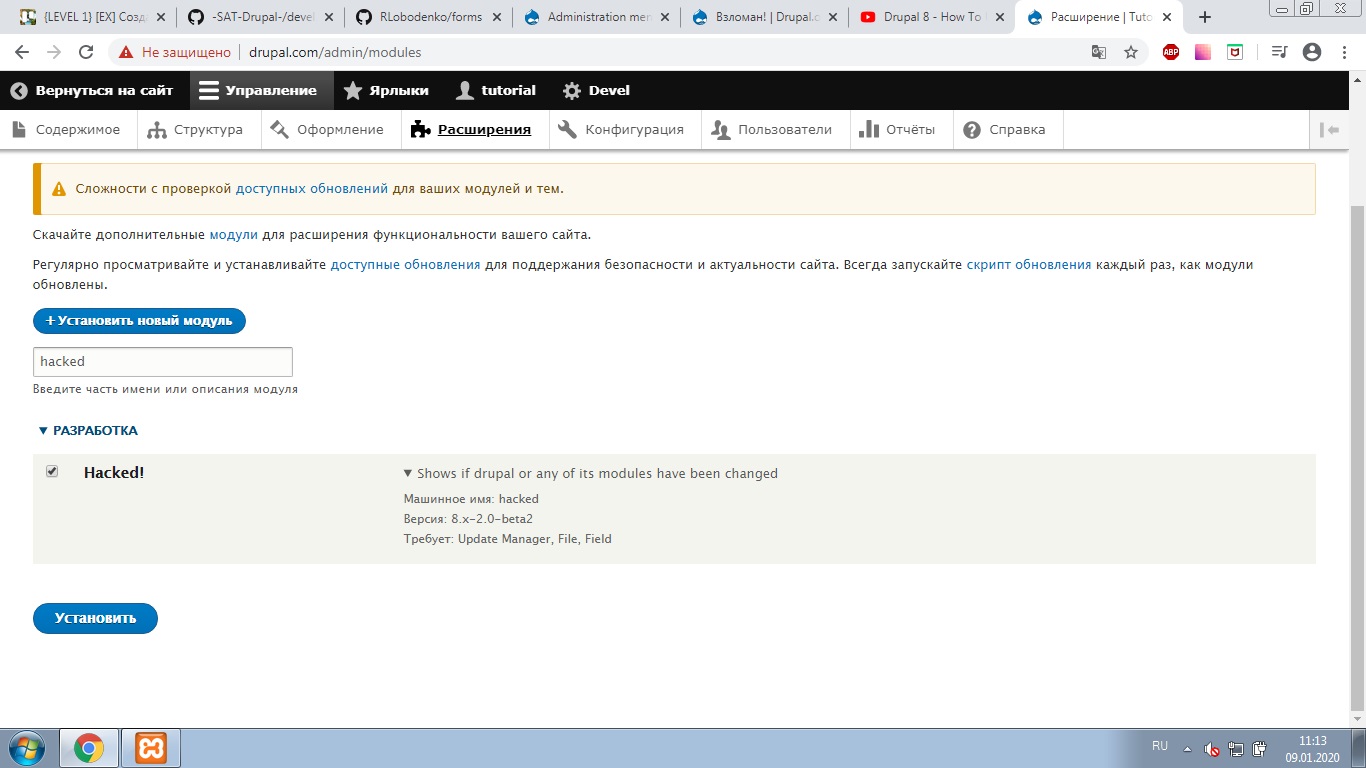 {LEVEL 1} [EX] Созда
-SAT-Drupal-/devel
RLobodenko/forms
Administration men
Взломан! | Drupal.o
Drupal 8 - How To
Расширение | Tuto
Не защищено
drupal.com/admin/modules
ABP
Вернуться на сайт
Управление
Ярлыки
tutorial
Devel
Содержимое
Структура
Оформление
Расширения
Конфигурация
Пользователи
Отчёты
Справка
Сложности с проверкой доступных обновлений для ваших модулей и тем.
Скачайте дополнительные модули для расширения функциональности вашего сайта.
Регулярно просматривайте и устанавливайте доступные обновления для поддержания безопасности и актуальности сайта. Всегда запускайте скрипт обновления каждый раз, как модули
обновлены.
+ Установить новый модуль
hacked
Введите часть имени или описания модуля
▼ РАЗРАБОТКА
Hacked!
▼ Shows if drupal or any of its modules have been changed
Машинное имя: hacked
Версия: 8.x-2.0-beta2
Требует: Update Manager, File, Field
Установить
RU
11:13
09.01.2020